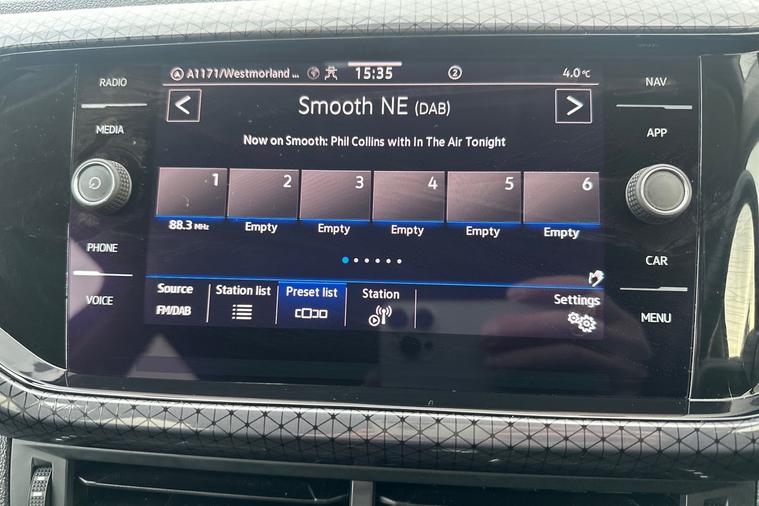 A1171/Westmorland ...
15:35
2
4.0°C
RADIO
MEDIA
PHONE
VOICE
Smooth NE (DAB)
Now on Smooth: Phil Collins with In The Air Tonight
1
2
3
4
5
6
88.3 MHz
Empty
Empty
Empty
Empty
Empty
Source
FM/DAB
Station list
Preset list
Station
Settings
NAV
APP
CAR
MENU